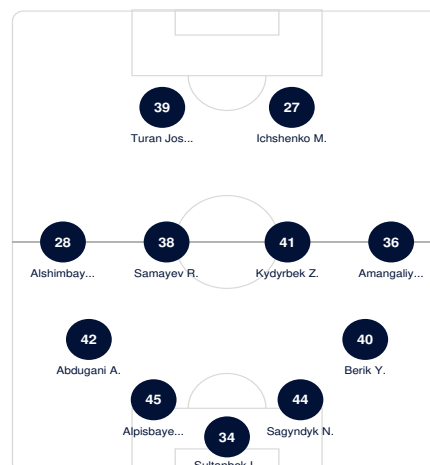 39
27
Turan Jos...
Ichshenko M.
28
38
41
36
Alshimbay...
Samayev R.
Kydyrbek Z.
Amangaliy...
42
40
Abdugani A.
Berik Y.
45
44
Alpisbaye...
Sagyndyk N.
34